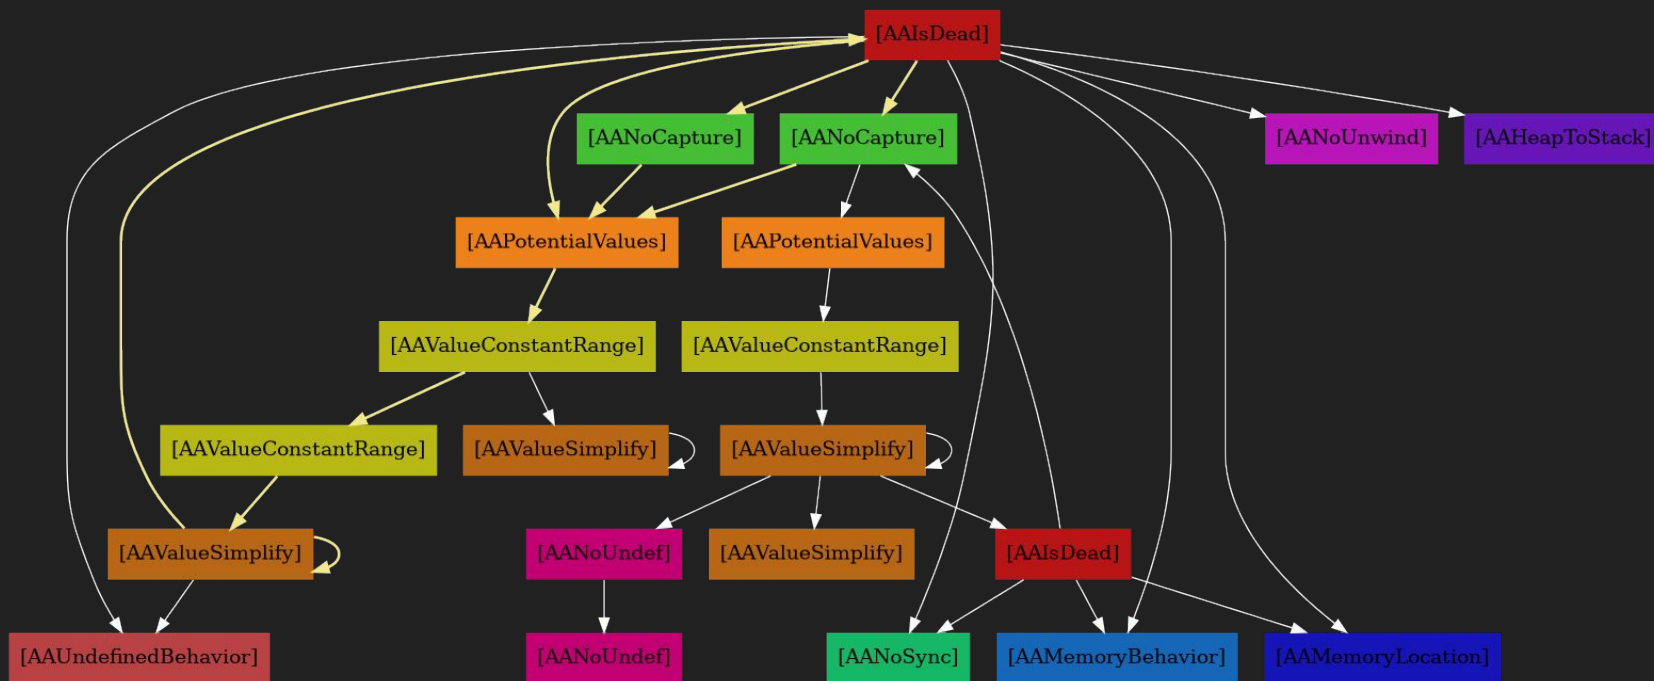 [AAIsDead]
[AANoCapture]
[AANoCapture]
[AANoUnwind]
[AAHeapToStack]
[AAPotentialValues]
[AAPotentialValues]
[AAValueConstantRange]
[AAValueConstantRange]
[AAValueConstantRange]
[AAValueSimplify]
[AAValueSimplify]
[AAValueSimplify]
[AANoUndef]
[AAValueSimplify]
[AAIsDead]
[AAUndefinedBehavior]
[AANoUndef]
[AANoSync]
[AAMemoryBehavior]
[AAMemoryLocation]